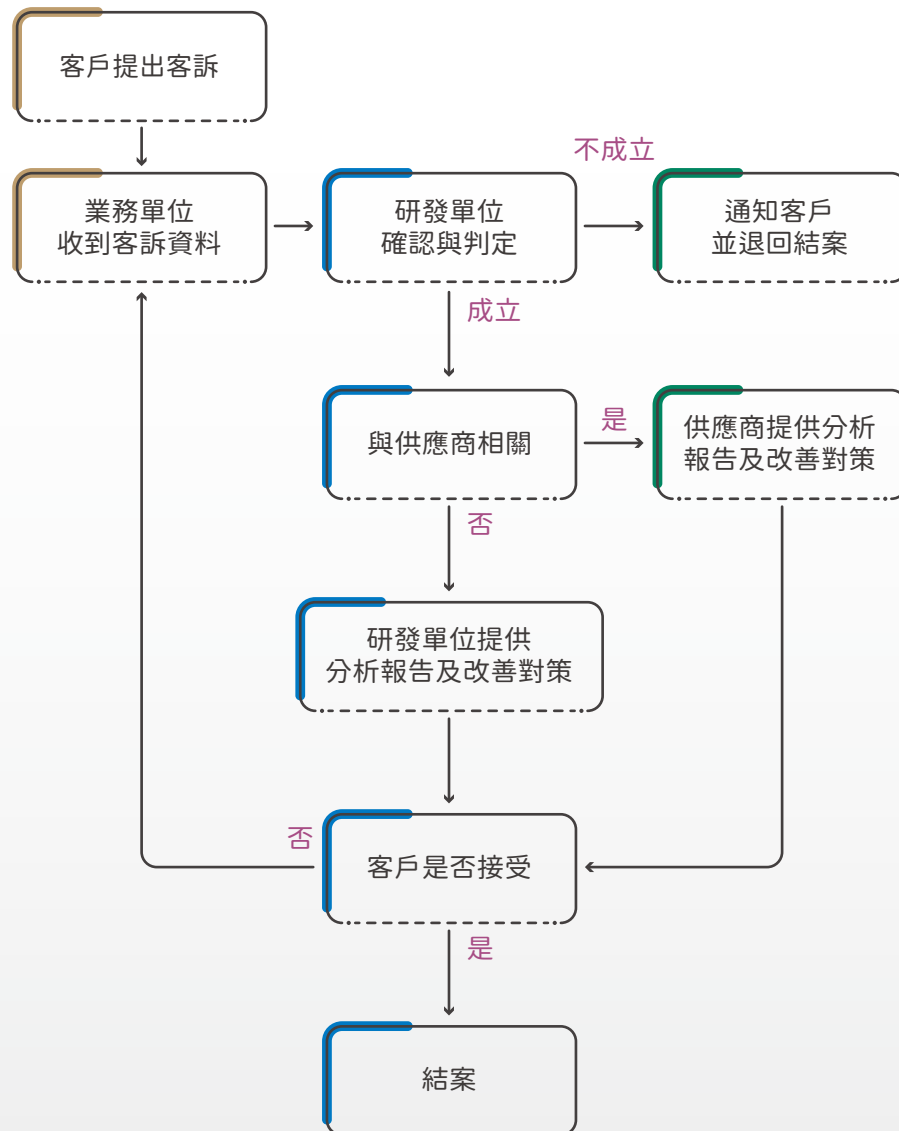 客戶提出客訴
不成立
業務單位
收到客訴資料
研發單位
確認與判定
通知客戶
並退回結案
成立
與供應商相關
是
供應商提供分析
報告及改善對策
否
研發單位提供
分析報告及改善對策
否
客戶是否接受
是
結案